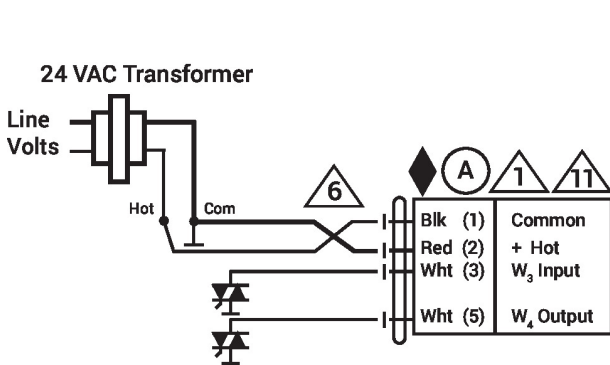 24 VAC Transformer
Line
Volts
Hot
Com
6
A
1
11
Blk (1) Common
Red (2) + Hot
Wht (3) W₃ Input
Wht (5) W₄ Output